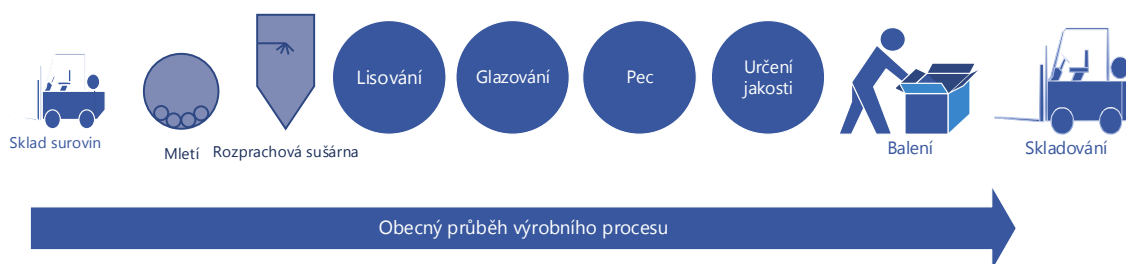 Sklad surovin
Mletí
Rozprachová sušárna
Lisování
Glazování
Pec
Určení
jakosti
Balení
Skladování
Obecný průběh výrobního procesu